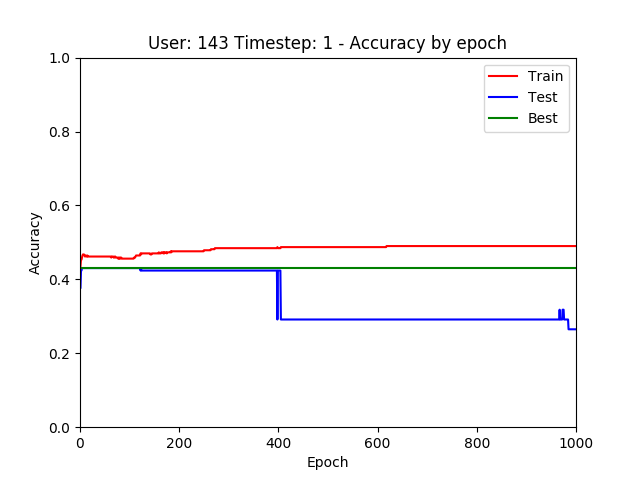 User: 143 Timestep: 1 - Accuracy by epoch
1.0
0.8
0.6
0.4
0.2
0.0
Accuracy
Train
Test
Best
0 200 400 600 800 1000
Epoch